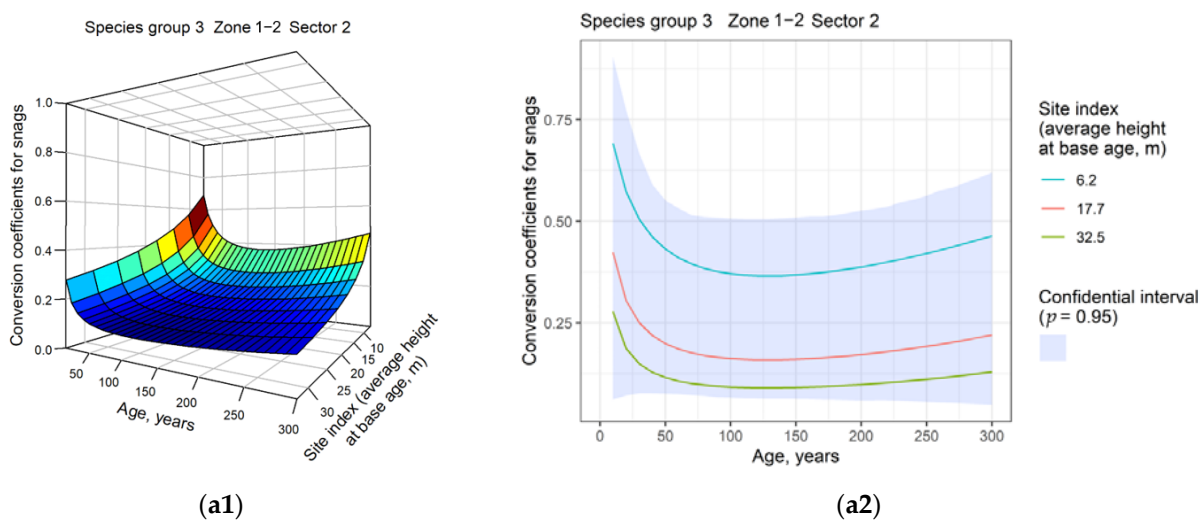 Species group 3 Zone 1−2 Sector 2
Conversion coefficients for snags
1.0
0.8
0.6
0.4
0.2
0.0
50
100
150
200
250
300
Age, years
10
15
20
25
30
Site index (average height
at base age, m)
(a1)
Species group 3 Zone 1−2 Sector 2
Conversion coefficients for snags
0.75
0.50
0.25
0 50 100 150 200 250 300
Age, years
Site index
(average height
at base age, m)
6.2
17.7
32.5
Confidential interval
(p = 0.95)
(a2)